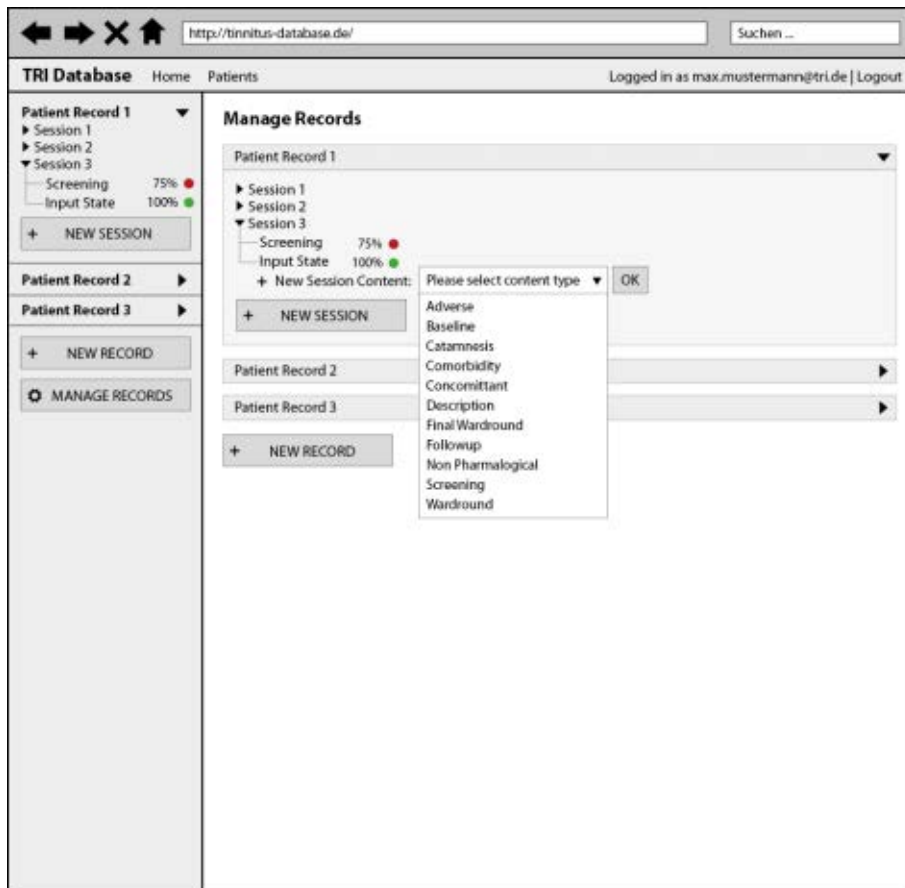 http://tinnitus-database.de/
Suchen ...
TRI Database Home Patients Logged in as max.mustermann@tri.de | Logout
Patient Record 1
Session 1
Session 2
Session 3
Screening 75%
Input State 100%
+ NEW SESSION
Patient Record 2
Patient Record 3
+ NEW RECORD
MANAGE RECORDS
Manage Records
Patient Record 1
Session 1
Session 2
Session 3
Screening 75%
Input State 100%
+ New Session Content: Please select content type OK
Adverse
Baseline
Catamnesis
Comorbidity
Concomittant
Description
Final Wardround
Followup
Non Pharmalogical
Screening
Wardround
+ NEW SESSION
Patient Record 2
Patient Record 3
+ NEW RECORD